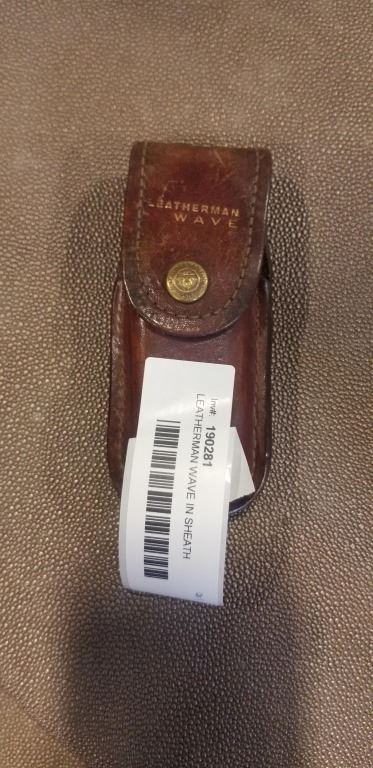 LEATHERMAN
WAVE
Inv#: 190281
LEATHERMAN WAVE IN SHEATH